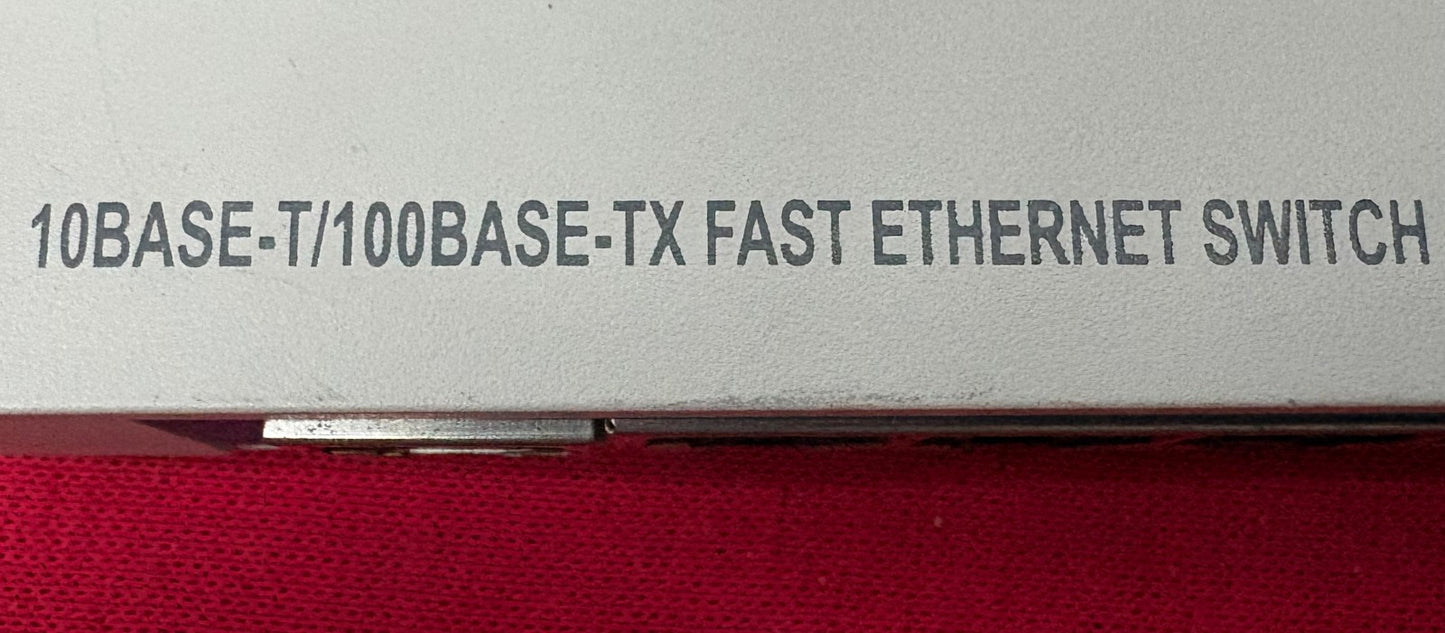 10BASE-T/100BASE-TX FAST ETHERNET SWITCH